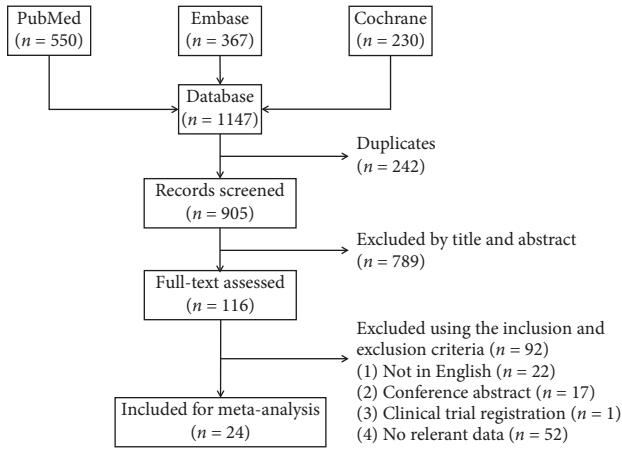 PubMed
(n = 550)
Embase
(n = 367)
Cochrane
(n = 230)
Database
(n = 1147)
Duplicates
(n = 242)
Records screened
(n = 905)
Excluded by title and abstract
(n = 789)
Full-text assessed
(n = 116)
Excluded using the inclusion and
exclusion criteria (n = 92)
(1) Not in English (n = 22)
(2) Conference abstract (n = 17)
(3) Clinical trial registration (n = 1)
(4) No relerant data (n = 52)
Included for meta-analysis
(n = 24)